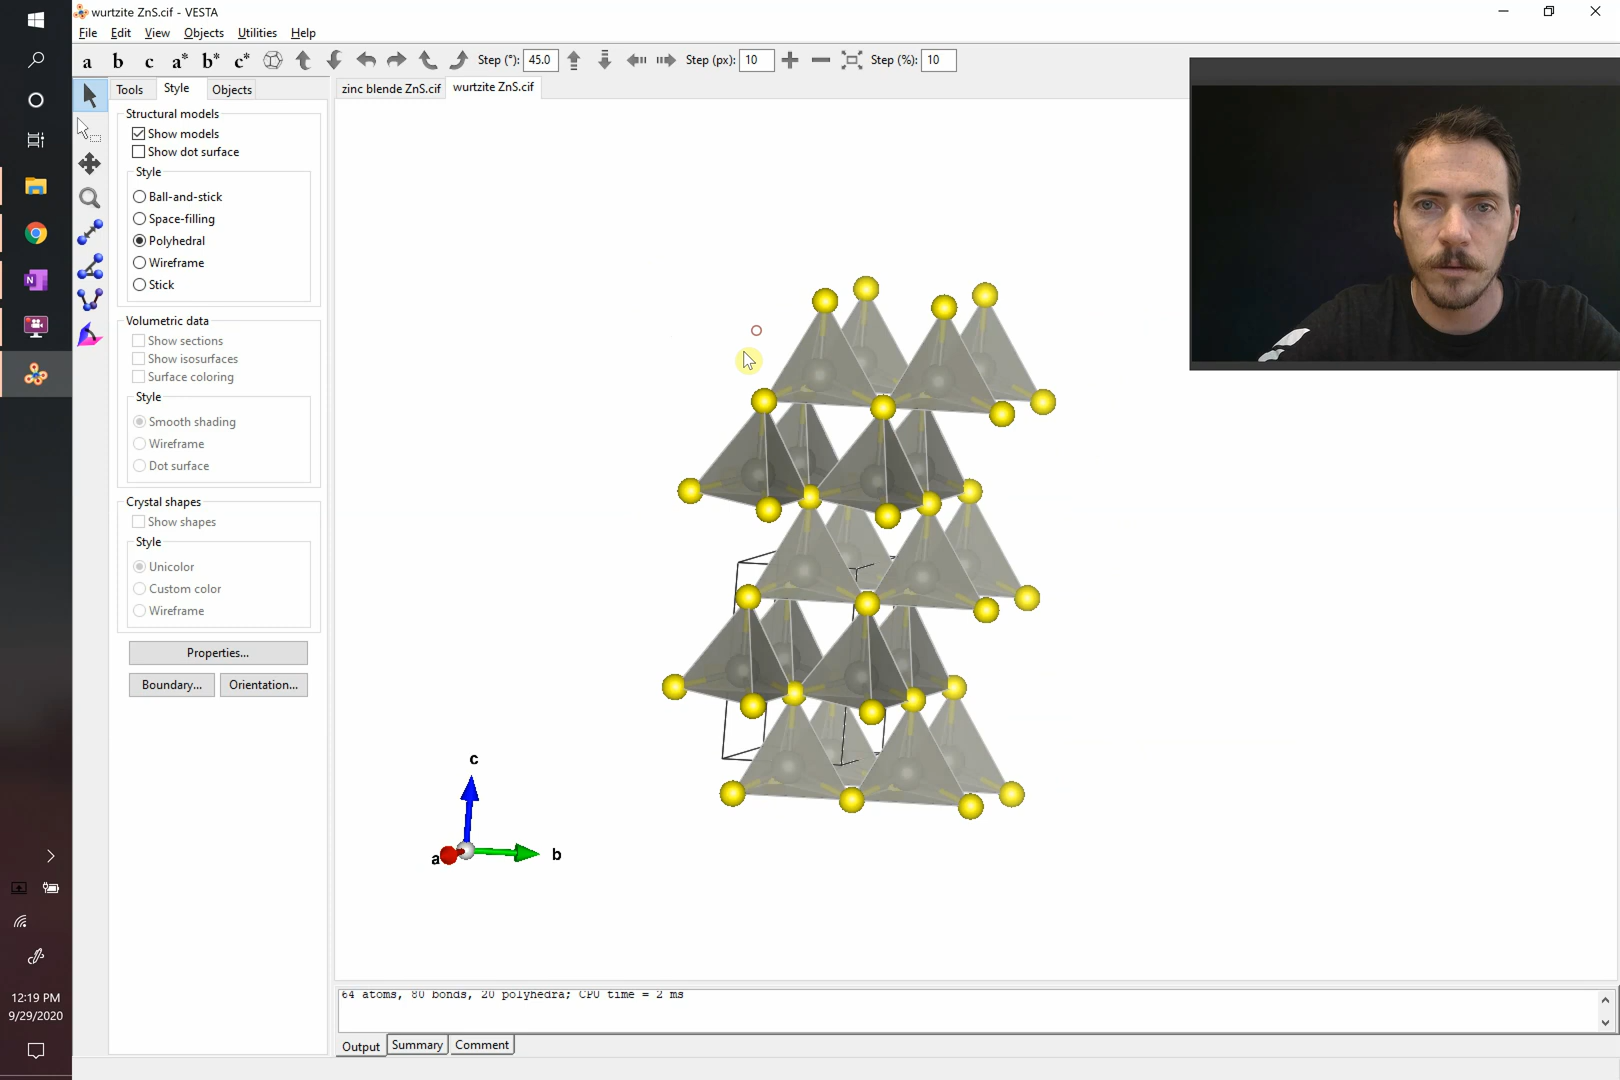 wurtzite ZnS.cif - VESTA
File Edit View Objects Utilities Help
a b c a* b* c* Step (°): 45.0 Step (px): 10 Step (%): 10
Tools Style Objects
zinc blende ZnS.cif wurtzite ZnS.cif
Structural models
Show models
Show dot surface
Style
Ball-and-stick
Space-filling
Polyhedral
Wireframe
Stick
Volumetric data
Show sections
Show isosurfaces
Surface coloring
Style
Smooth shading
Wireframe
Dot surface
Crystal shapes
Show shapes
Style
Unicolor
Custom color
Wireframe
Properties...
Boundary... Orientation...
c
a b
64 atoms, 80 bonds, 20 polyhedra; CPU time = 2 ms
Output Summary Comment
N
12:19 PM
9/29/2020